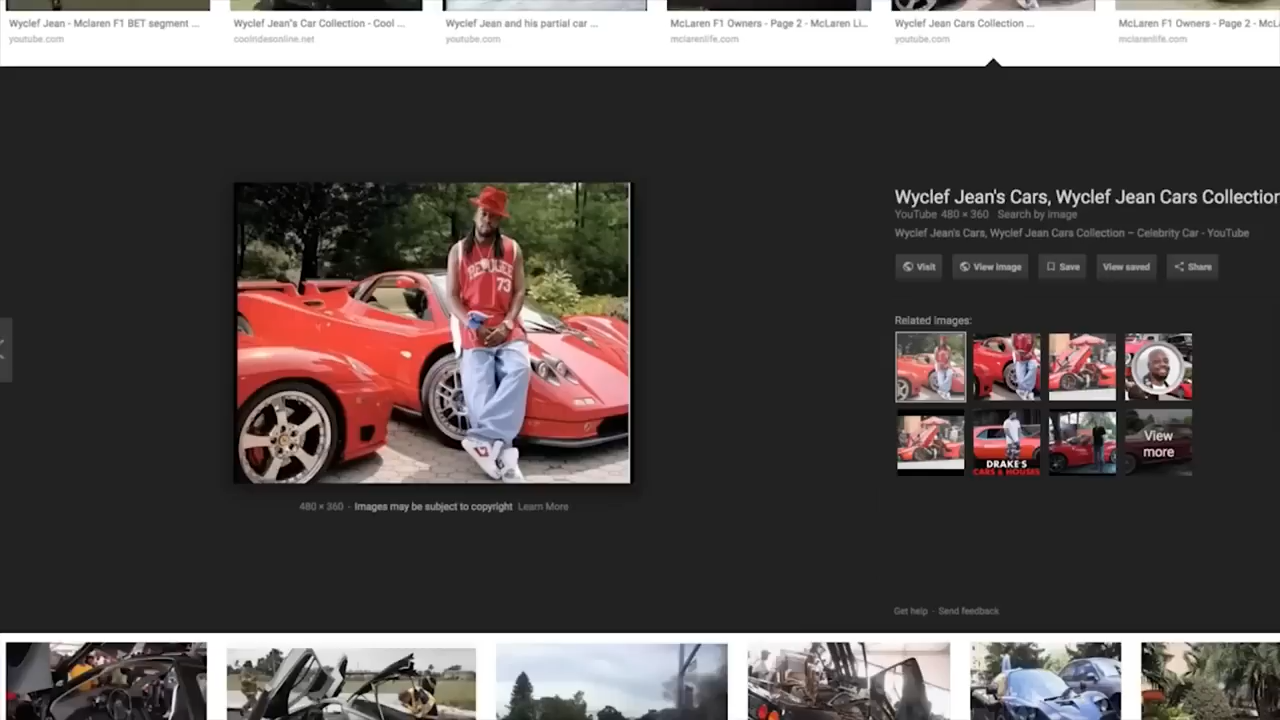 Wyclef Jean - Mclaren F1 BET segment ...
youtube.com
Wyclef Jean"s Car Collection - Cool ...
coolridesonline.net
Wyclef Jean and his partial car ...
youtube.com
McLaren F1 Owners - Page 2 - McLaren Li...
mclarenlife.com
Wyclef Jean Cars Collection ...
youtube.com
McLaren F1 Owners - Page 2 - McLa
mclarenlife.com
REFUGEE
73
480 × 360 - Images may be subject to copyright Learn More
Wyclef Jean's Cars, Wyclef Jean Cars Collection
YouTube 480 × 360 Search by image
Wyclef Jean's Cars, Wyclef Jean Cars Collection – Celebrity Car - YouTube
Visit
View image
Save
View saved
Share
Related images:
DRAKE'S
CARS & HOUSES
View
more
Get help - Send feedback